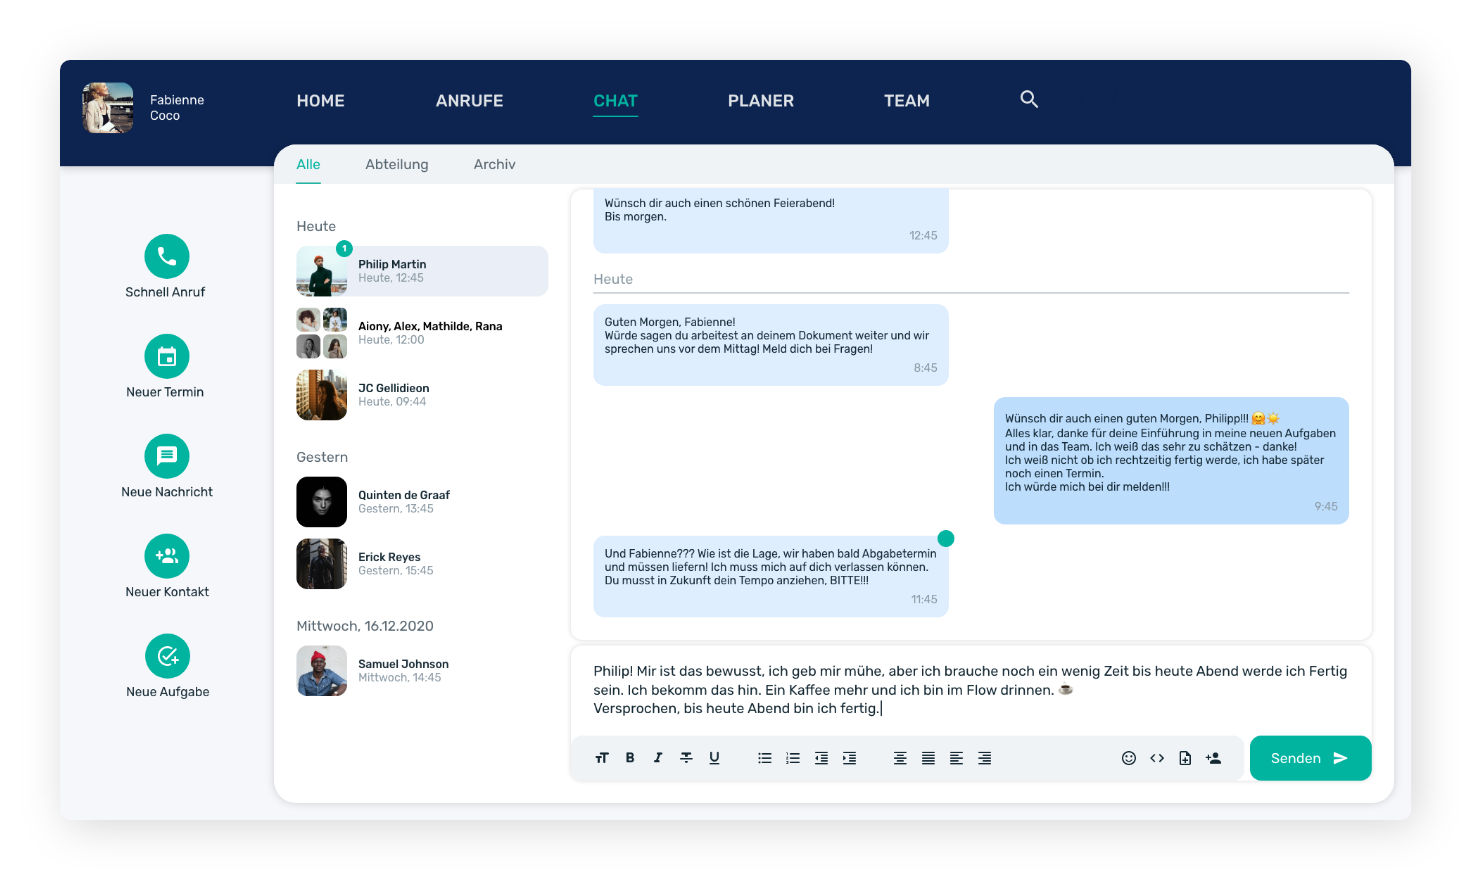 Fabienne
Coco
HOME
ANRUFE
CHAT
PLANER
TEAM
Alle
Abteilung
Archiv
Schnell Anruf
Neuer Termin
Neue Nachricht
Neuer Kontakt
Neue Aufgabe
Heute
1
Philip Martin
Heute, 12:45
Aiony, Alex, Mathilde, Rana
Heute, 12:00
JC Gellidieon
Heute, 09:44
Gestern
Quinten de Graaf
Gestern, 13:45
Erick Reyes
Gestern, 15:45
Mittwoch, 16.12.2020
Samuel Johnson
Mittwoch, 14:45
Wünsch dir auch einen schönen Feierabend!
Bis morgen.
12:45
Heute
Guten Morgen, Fabienne!
Würde sagen du arbeitest an deinem Dokument weiter und wir
sprechen uns vor dem Mittag! Meld dich bei Fragen!
8:45
Wünsch dir auch einen guten Morgen, Philipp!!! 🤗☀️
Alles klar, danke für deine Einführung in meine neuen Aufgaben
und in das Team. Ich weiß das sehr zu schätzen - danke!
Ich weiß nicht ob ich rechtzeitig fertig werde, ich habe später
noch einen Termin.
Ich würde mich bei dir melden!!!
9:45
Und Fabienne??? Wie ist die Lage, wir haben bald Abgabetermin
und müssen liefern! Ich muss mich auf dich verlassen können.
Du musst in Zukunft dein Tempo anziehen, BITTE!!!
11:45
Philip! Mir ist das bewusst, ich geb mir mühe, aber ich brauche noch ein wenig Zeit bis heute Abend werde ich Fertig
sein. Ich bekomm das hin. Ein Kaffee mehr und ich bin im Flow drinnen. ☕
Versprochen, bis heute Abend bin ich fertig.
Senden